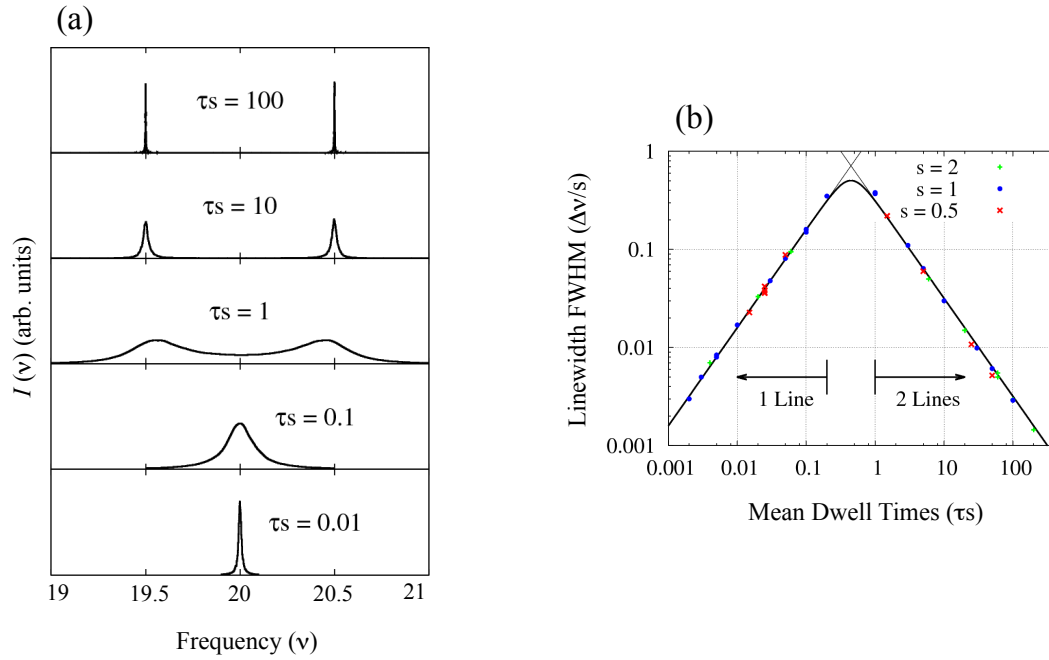 (a)
τs = 100
τs = 10
τs = 1
τs = 0.1
τs = 0.01
I (ν) (arb. units)
19 19.5 20 20.5 21
Frequency (ν)
(b)
s = 2
s = 1
s = 0.5
1
0.1
0.01
0.001
Linewidth FWHM (Δν/s)
1 Line
2 Lines
0.001 0.01 0.1 1 10 100
Mean Dwell Times (τs)